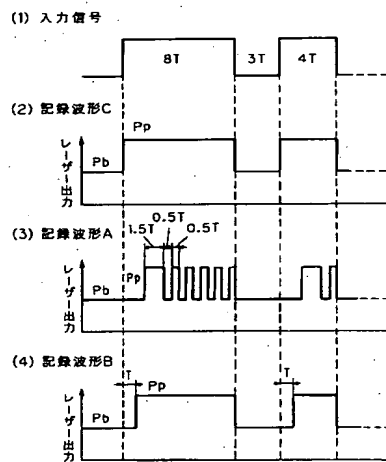 (1) 入力信号
8T 3T 4T
(2) 記録波形C
レーザー出力
Pp
Pb
(3) 記録波形A
レーザー出力
0.5T
1.5T 0.5T
Pp
Pb
(4) 記録波形B
レーザー出力
T Pp T
Pb